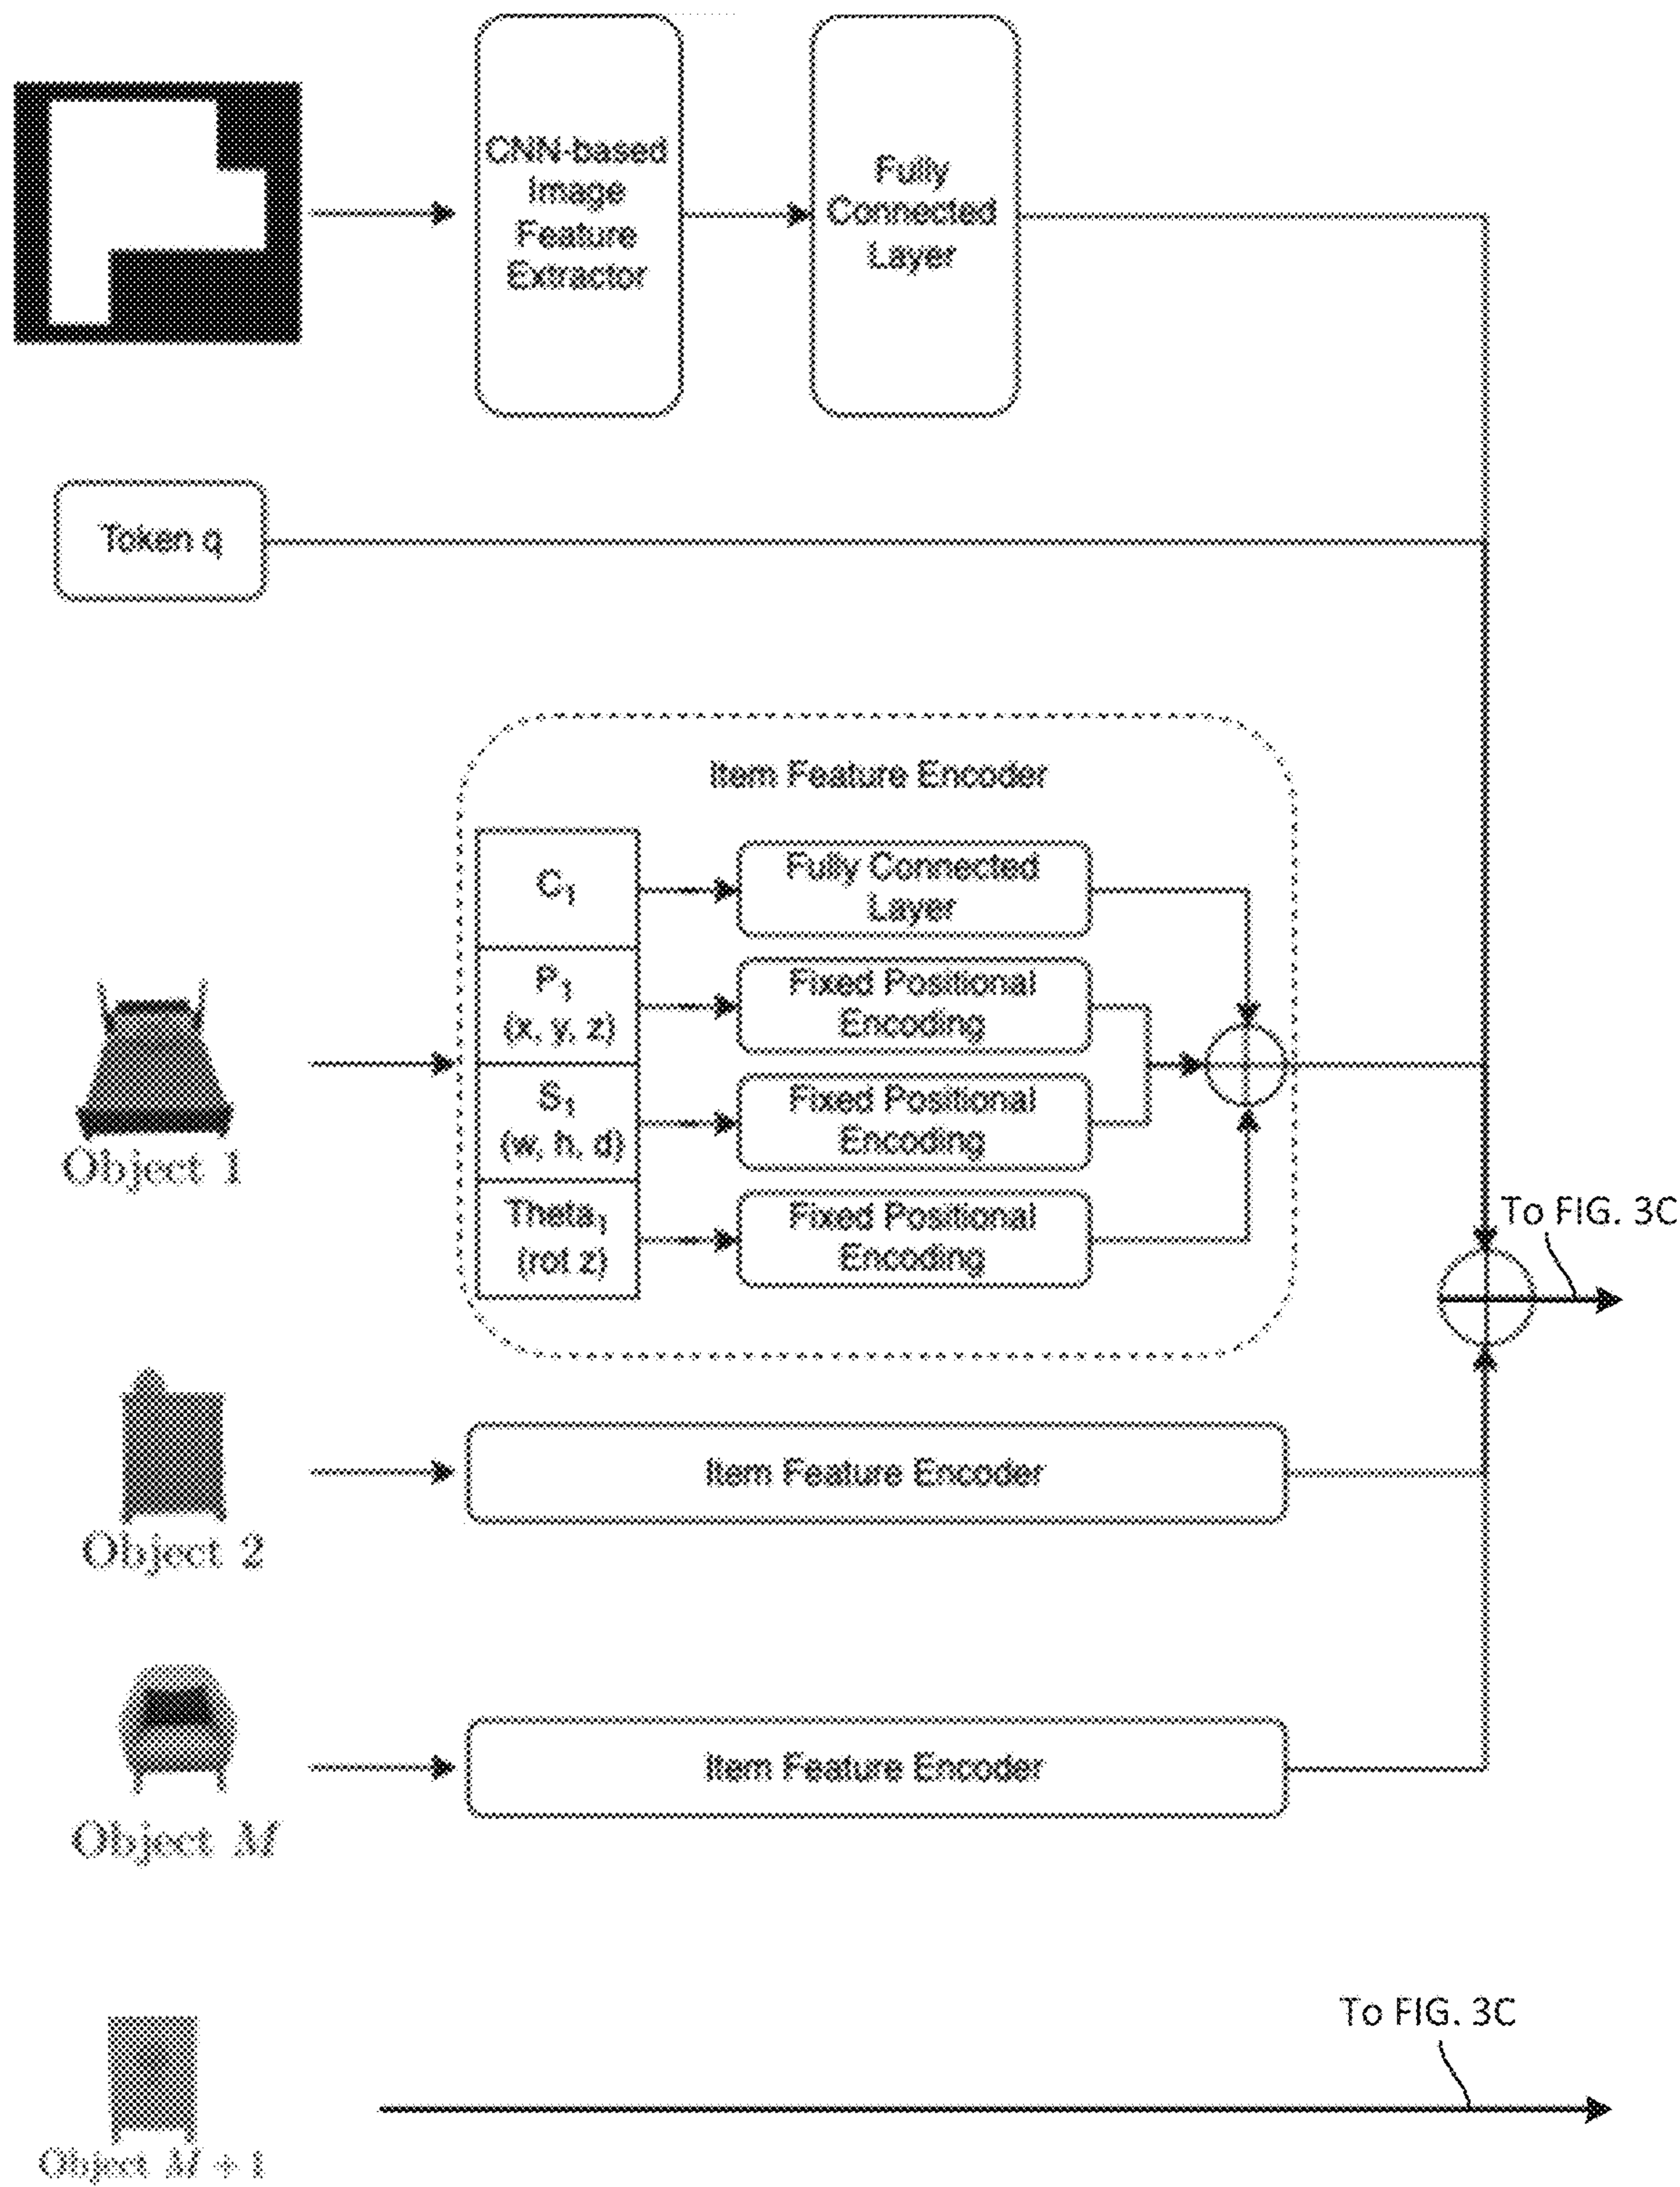 CNN-based
Image
Feature
Extractor
Fully
Connected
Layer
Token q
Item Feature Encoder
C₁
Fully Connected
Layer
P₁
(x, y, z)
Fixed Positional
Encoding
S₁
(w, h, d)
Fixed Positional
Encoding
Theta₁
(rot z)
Fixed Positional
Encoding
Object 1
To FIG. 3C
Item Feature Encoder
Object 2
Item Feature Encoder
Object M
To FIG. 3C
Object M + 1